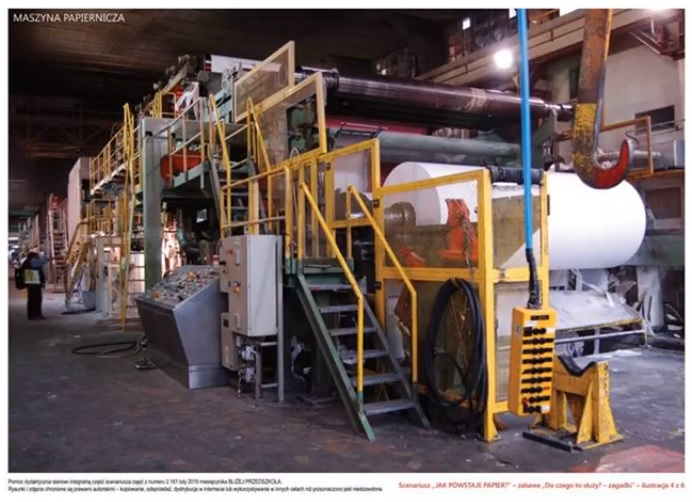 MASZYNA PAPIERNICZA
Pomoc dydaktyczna stanowi integralną część scenariusza zajęć z numeru 2.161 luty 2015 miesięcznika BLIŻEJ PRZEDSZKOLA.
Rysunki i zdjęcia chronione są prawami autorskimi – kopiowanie, odsprzedaż, dystrybucja w internecie lub wykorzystywanie w innych celach niż przeznaczono jest niedozwolone.
Scenariusz „JAK POWSTAJE PAPIER?” – zabawa „Do czego to służy? – zagadki” – ilustracja 4 z 6